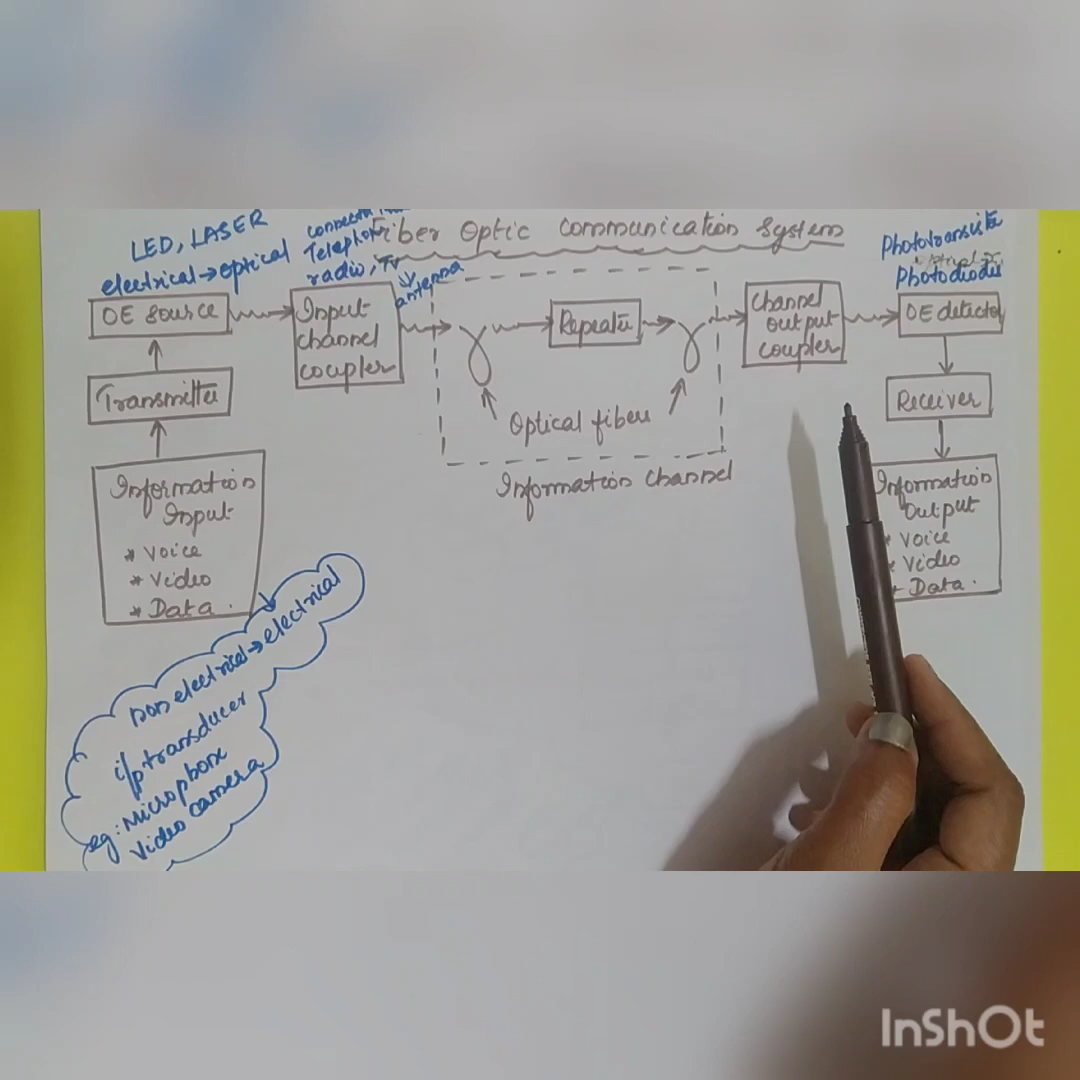 Fiber Optic Communication System
LED, LASER
electrical → optical
OE source
Telephone
radio, TV
antenna
Input
channel
coupler
Repeater
Channel
output
coupler
Photodiodes
OE detector
Transmitter
Optical fibers
Receiver
Information Channel
Information
Input
* Voice
* Video
* Data.
Information
Output
* Voice
* Video
* Data.
non electrical → electrical
i/p transducer
eg: Microphone
Video camera
InShOt